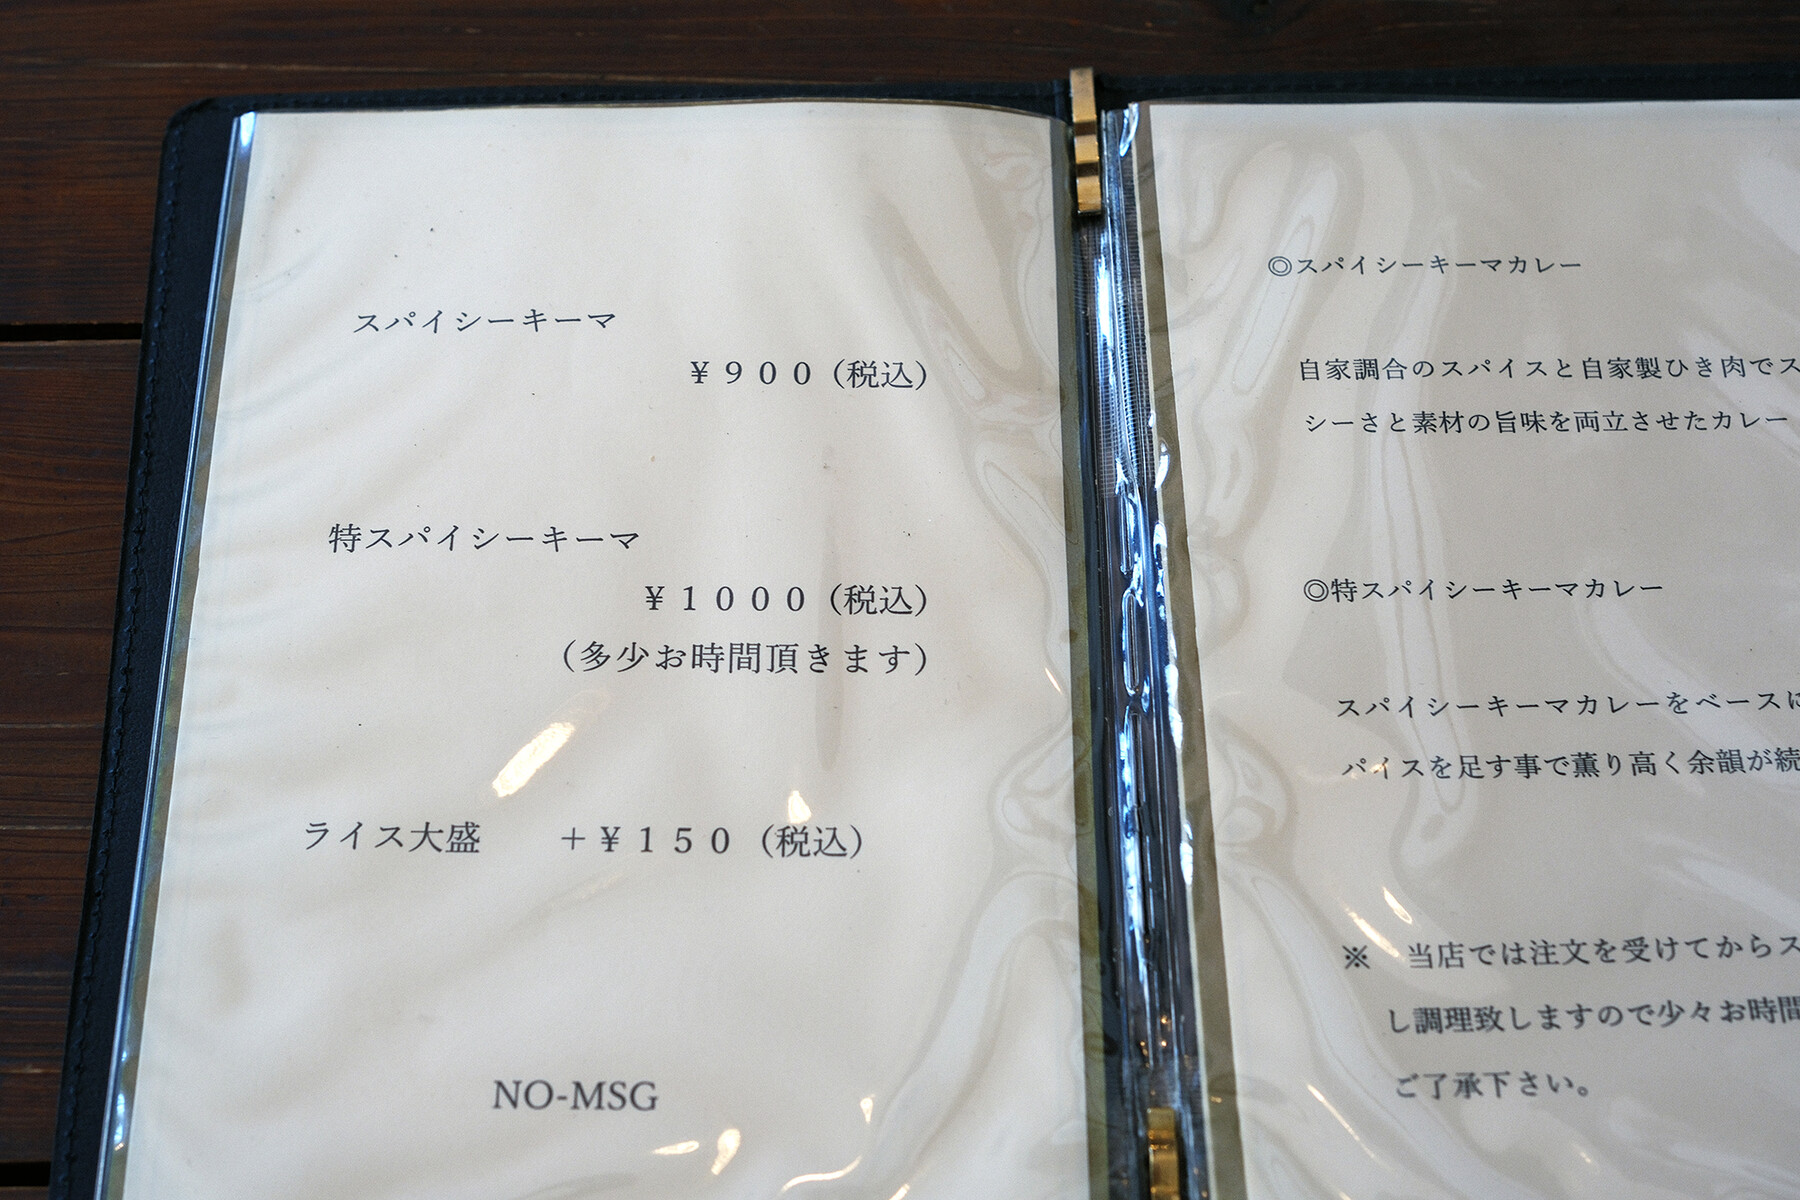 スパイシーキーマ
￥９００（税込）
特スパイシーキーマ
￥１０００（税込）
（多少お時間頂きます）
ライス大盛　　＋￥１５０（税込）
NO-MSG
◎スパイシーキーマカレー
自家調合のスパイスと自家製ひき肉でス
シーさと素材の旨味を両立させたカレー
◎特スパイシーキーマカレー
スパイシーキーマカレーをベースに
パイスを足す事で薫り高く余韻が続
※　当店では注文を受けてからス
し調理致しますので少々お時間
ご了承下さい。